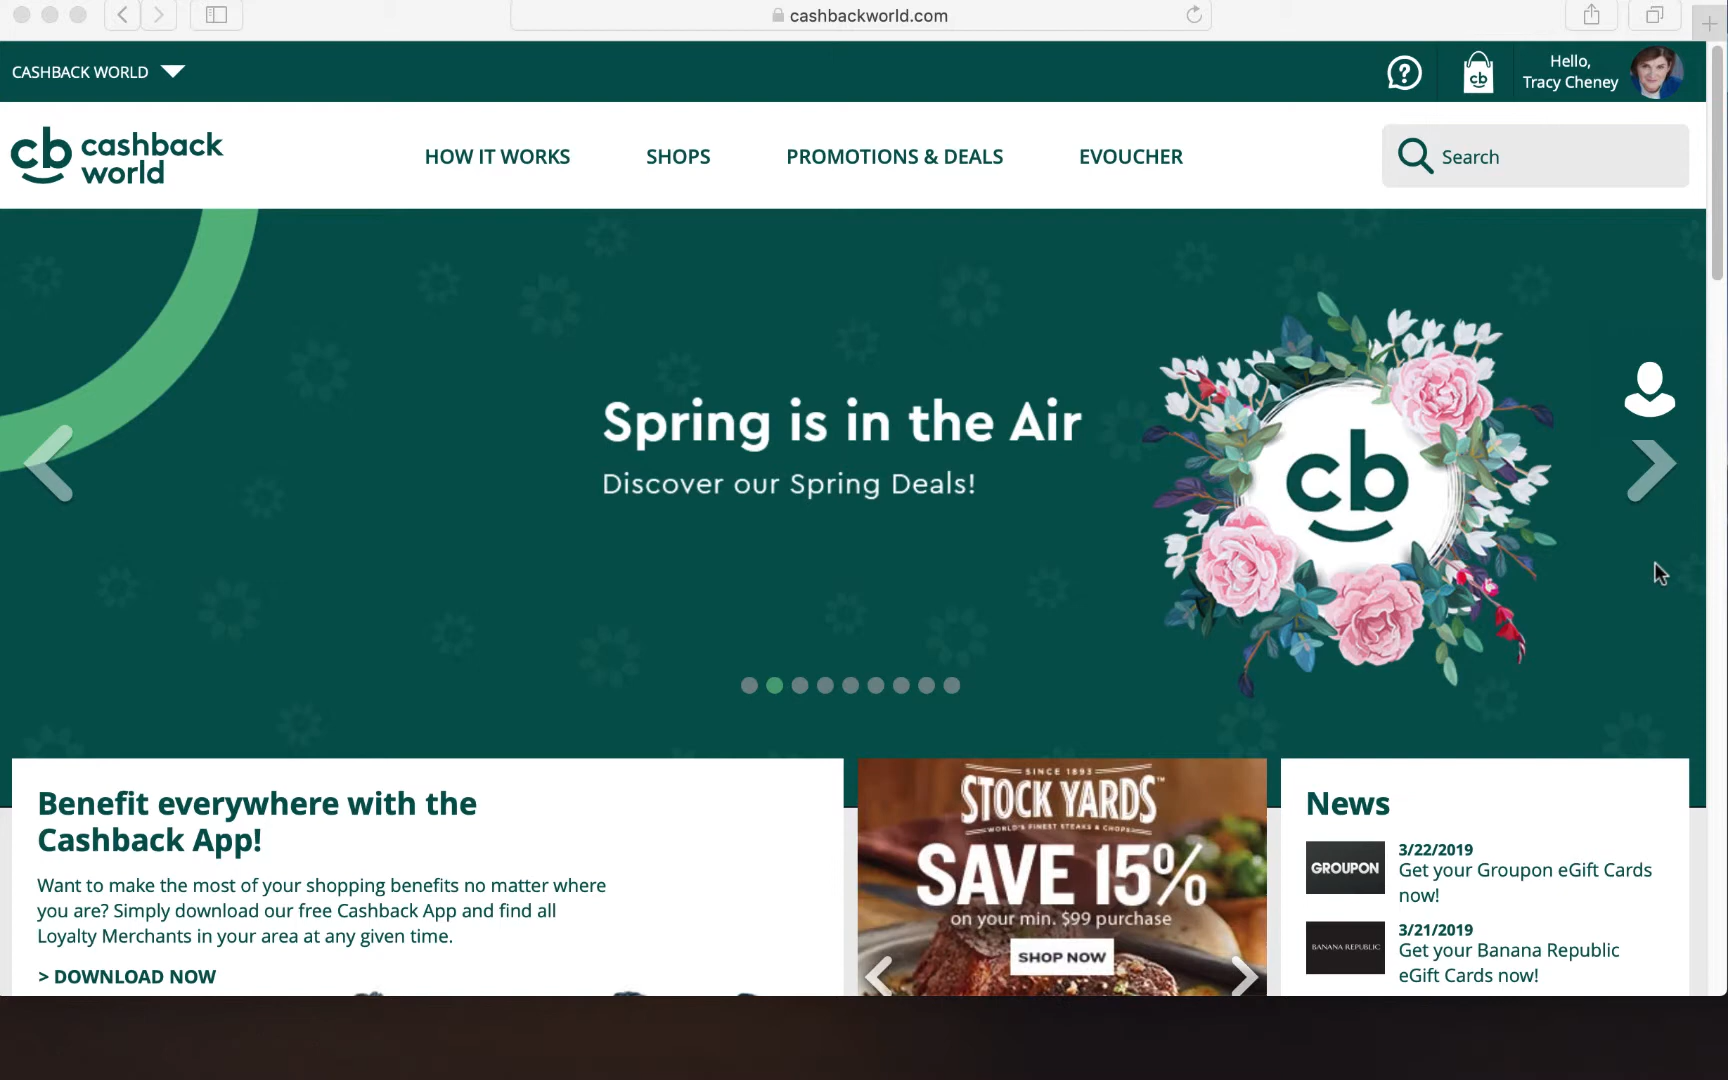 cashbackworld.com
CASHBACK WORLD
?
cb
Hello,
Tracy Cheney
cb cashback
world
HOW IT WORKS
SHOPS
PROMOTIONS & DEALS
EVOUCHER
Search
Spring is in the Air
Discover our Spring Deals!
cb
Benefit everywhere with the
Cashback App!
Want to make the most of your shopping benefits no matter where
you are? Simply download our free Cashback App and find all
Loyalty Merchants in your area at any given time.
> DOWNLOAD NOW
SINCE 1893
STOCK YARDS™
WORLD'S FINEST STEAKS & CHOPS
SAVE 15%
on your min. $99 purchase
SHOP NOW
News
GROUPON
3/22/2019
Get your Groupon eGift Cards
now!
BANANA REPUBLIC
3/21/2019
Get your Banana Republic
eGift Cards now!